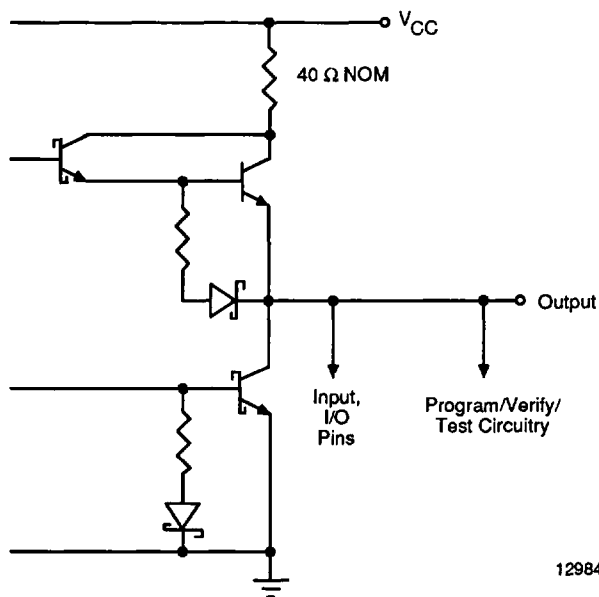 VCC
40 Ω NOM
Output
Input,
I/O
Pins
Program/Verify/
Test Circuitry
12984